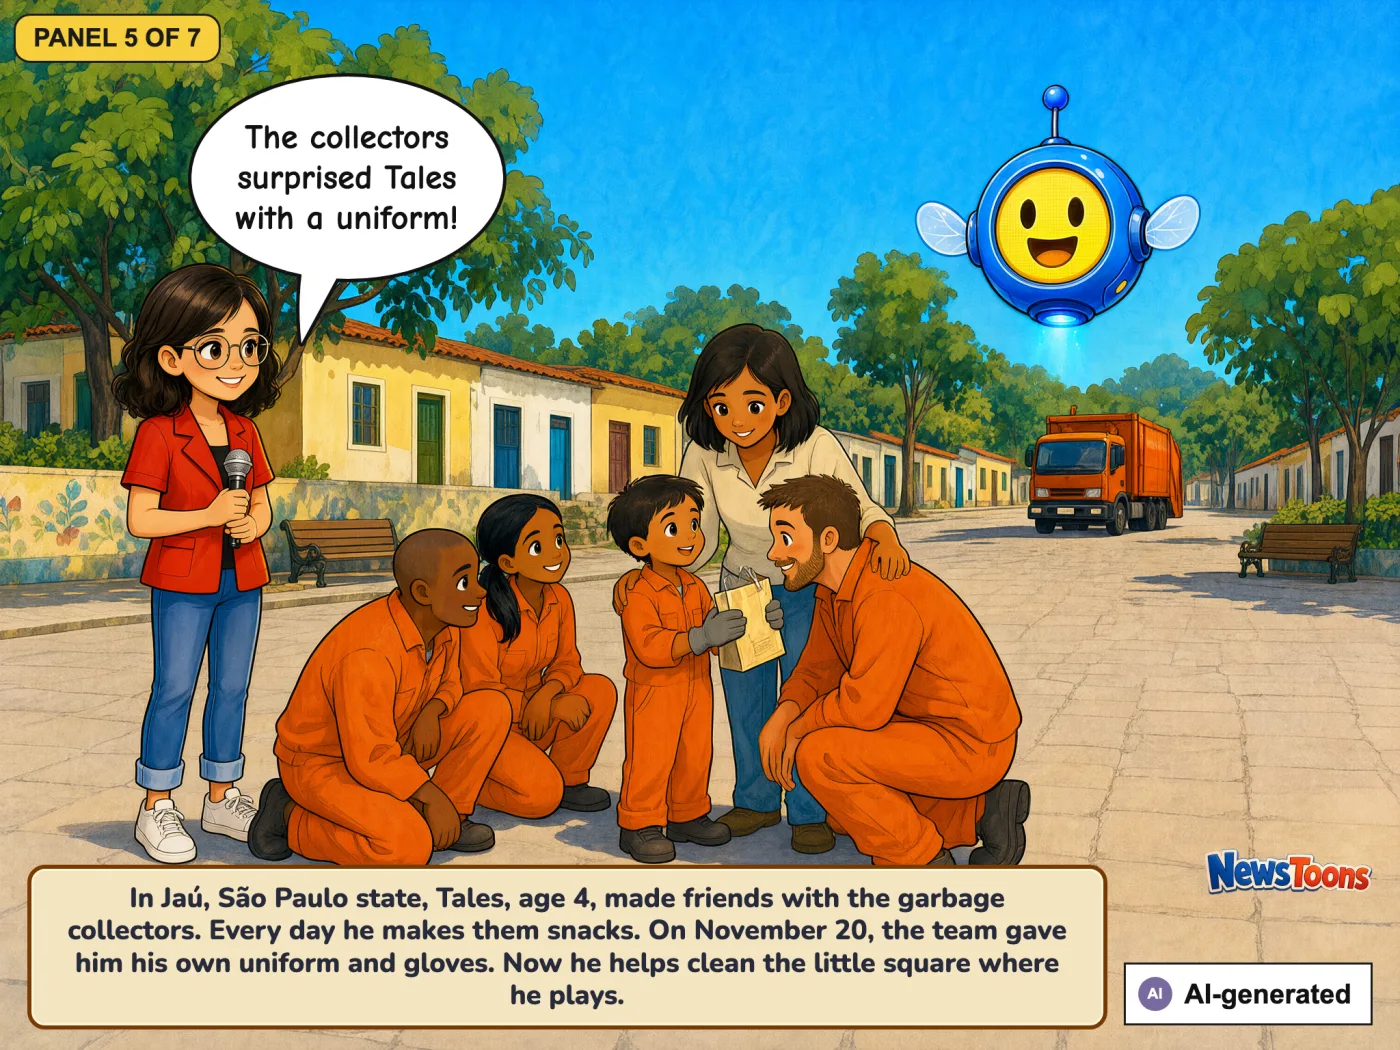 PANEL 5 OF 7
The collectors
surprised Tales
with a uniform!
In Jaú, São Paulo state, Tales, age 4, made friends with the garbage
collectors. Every day he makes them snacks. On November 20, the team gave
him his own uniform and gloves. Now he helps clean the little square where
he plays.
NewsToons
AI AI-generated